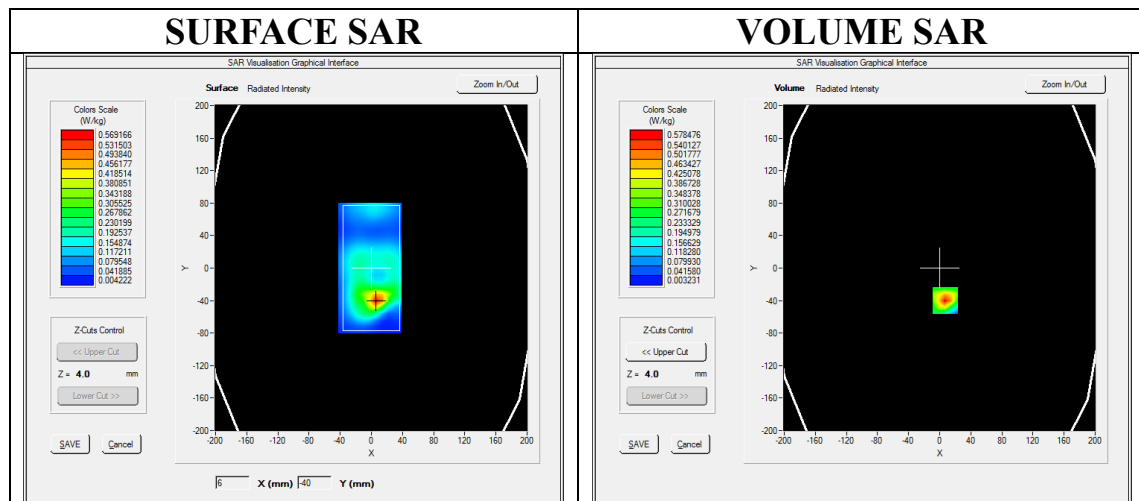 SURFACE SAR
SAR Visualisation Graphical Interface
Surface Radiated Intensity
Zoom In/Out
Colors Scale
(W/kg)
0.569166
0.531503
0.493840
0.456177
0.418514
0.380851
0.343188
0.305525
0.267862
0.230199
0.192537
0.154874
0.117211
0.079548
0.041885
0.004222
Z-Cuts Control
<< Upper Cut
Z = 4.0 mm
Lower Cut >>
SAVE Cancel
200
160
120
80
40
0
-40
-80
-120
-160
-200
Y
-200 -160 -120 -80 -40 0 40 80 120 160 200
X
6 X (mm) -40 Y (mm)
VOLUME SAR
SAR Visualisation Graphical Interface
Volume Radiated Intensity
Zoom In/Out
Colors Scale
(W/kg)
0.578476
0.540127
0.501777
0.463427
0.425078
0.386728
0.348378
0.310028
0.271679
0.233329
0.194979
0.156629
0.118280
0.079930
0.041580
0.003231
Z-Cuts Control
<< Upper Cut
Z = 4.0 mm
Lower Cut >>
SAVE Cancel
200
160
120
80
40
0
-40
-80
-120
-160
-200
Y
-200 -160 -120 -80 -40 0 40 80 120 160 200
X